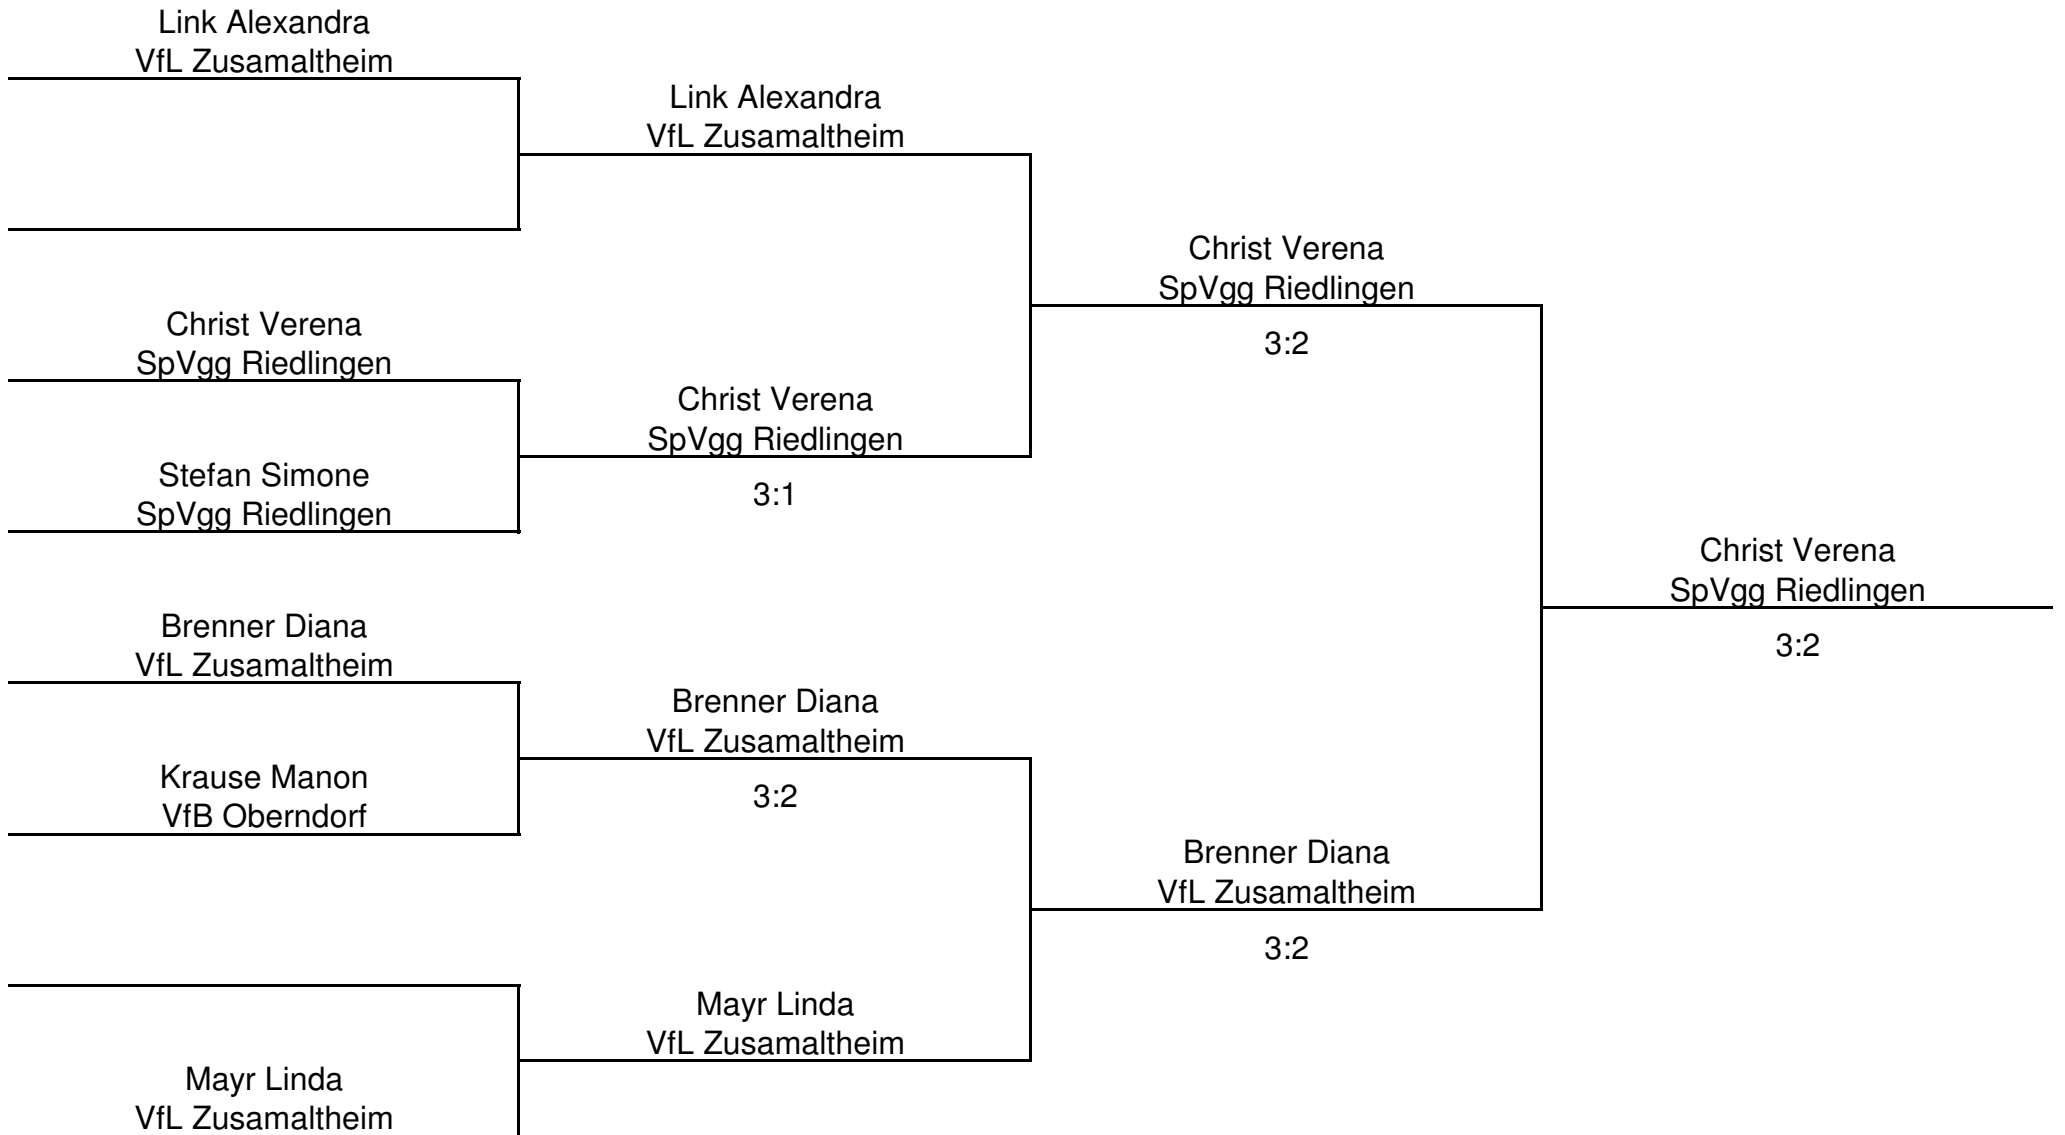 Link Alexandra
VfL Zusamaltheim
Link Alexandra
VfL Zusamaltheim
Christ Verena
SpVgg Riedlingen
3:2
Christ Verena
SpVgg Riedlingen
Christ Verena
SpVgg Riedlingen
3:1
Stefan Simone
SpVgg Riedlingen
Christ Verena
SpVgg Riedlingen
3:2
Brenner Diana
VfL Zusamaltheim
Brenner Diana
VfL Zusamaltheim
3:2
Krause Manon
VfB Oberndorf
Brenner Diana
VfL Zusamaltheim
3:2
Mayr Linda
VfL Zusamaltheim
Mayr Linda
VfL Zusamaltheim